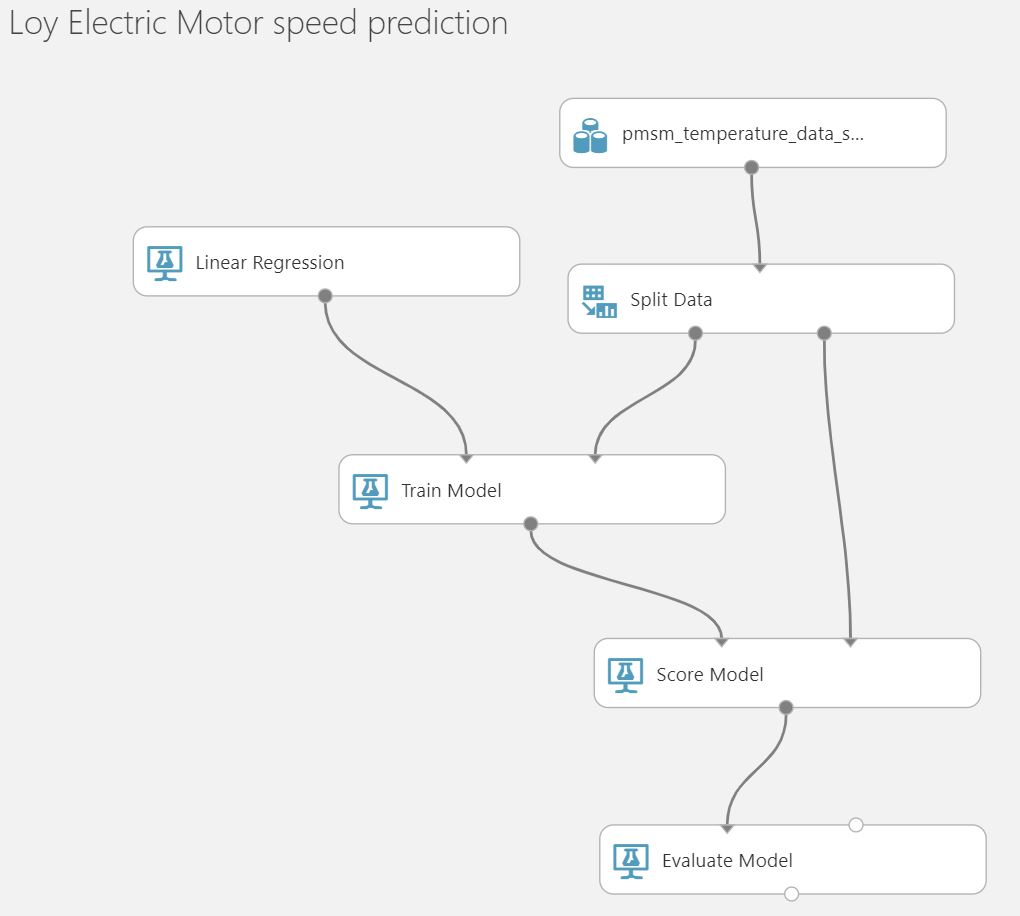 Loy Electric Motor speed prediction
pmsm_temperature_data_s...
Linear Regression
Split Data
Train Model
Score Model
Evaluate Model